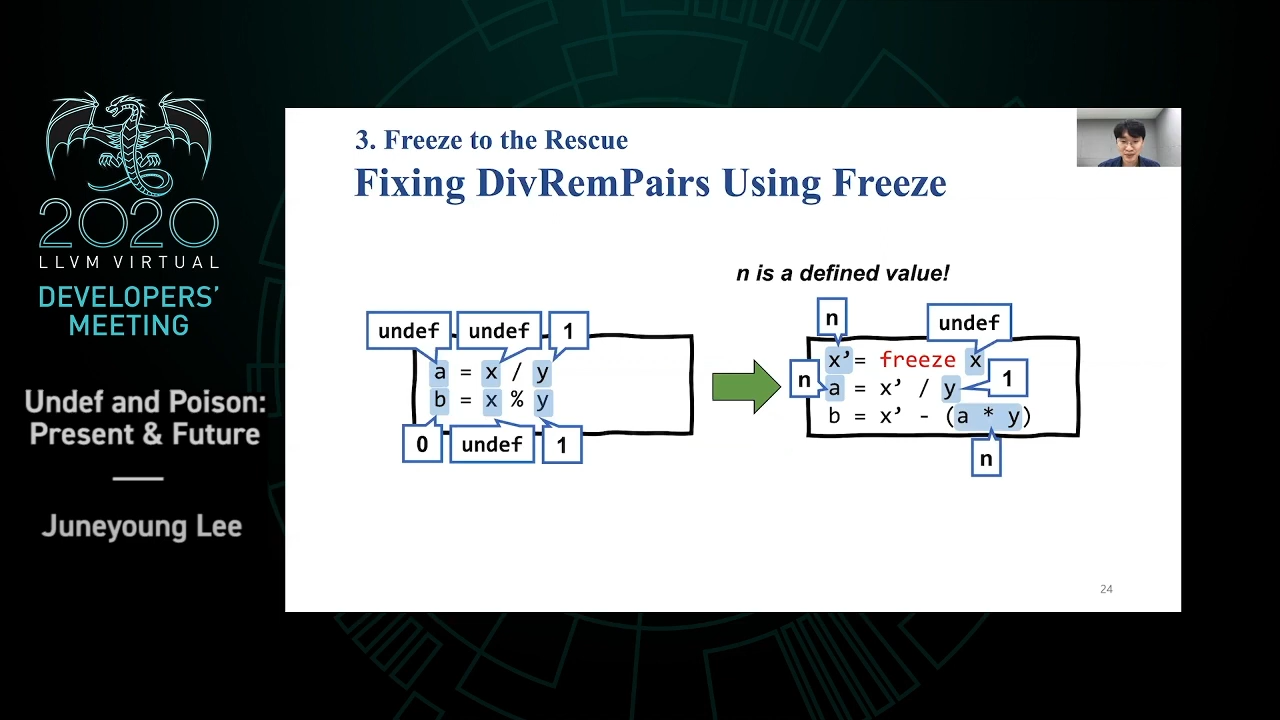 2020
LLVM VIRTUAL
DEVELOPERS'
MEETING
Undef and Poison:
Present & Future
Juneyoung Lee
3. Freeze to the Rescue
Fixing DivRemPairs Using Freeze
undef
undef
1
a = x / y
b = x % y
0
undef
1
n is a defined value!
n
undef
x’= freeze x
n
1
a = x’ / y
b = x’ - (a * y)
n
24